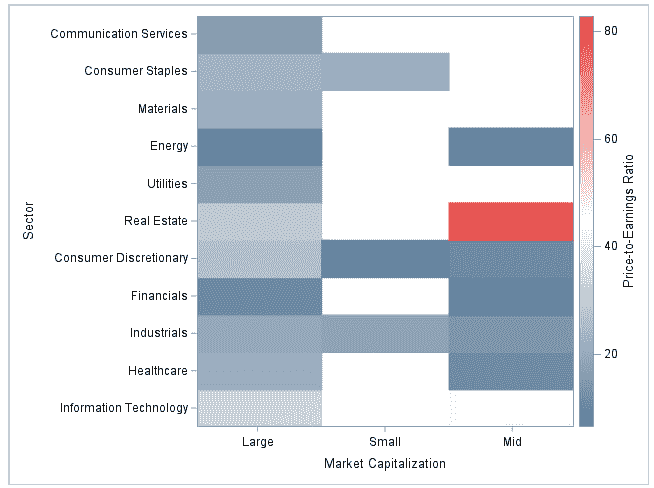 Communication Services
Consumer Staples
Materials
Energy
Utilities
Real Estate
Consumer Discretionary
Financials
Industrials
Healthcare
Information Technology
Sector
Large
Small
Mid
Market Capitalization
80
60
40
20
Price-to-Earnings Ratio